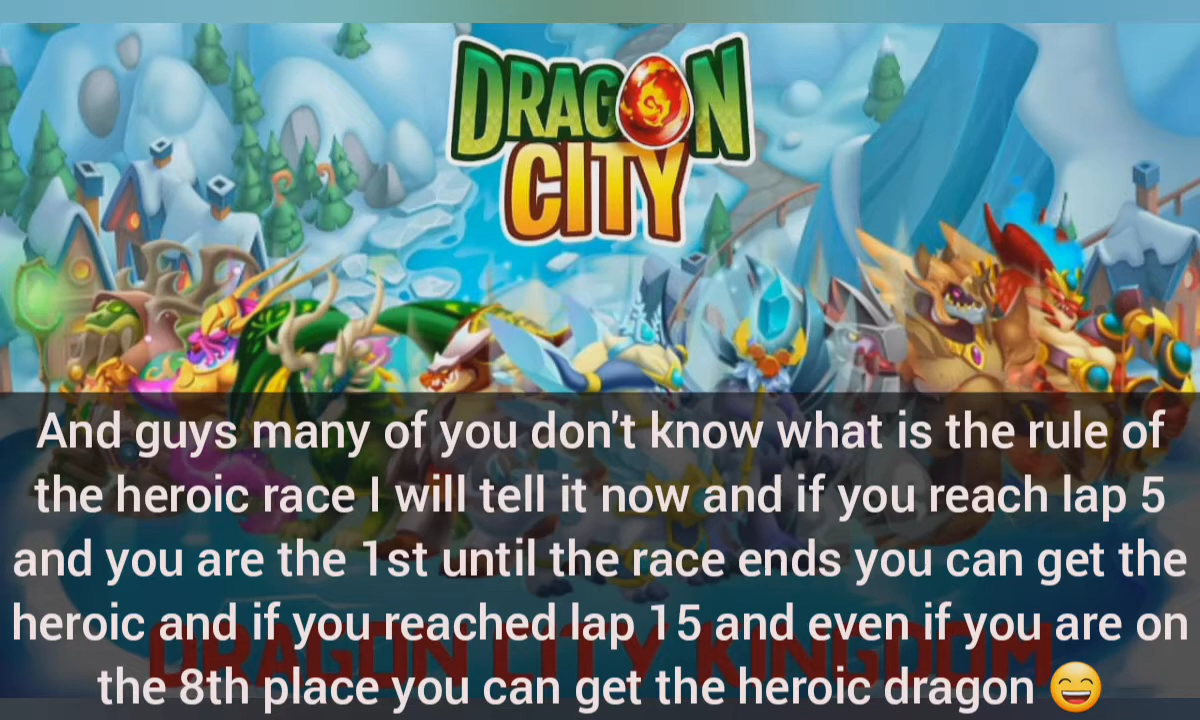 DRAGON
CITY
And guys many of you don't know what is the rule of
the heroic race I will tell it now and if you reach lap 5
and you are the 1st until the race ends you can get the
heroic and if you reached lap 15 and even if you are on
DRAGON CITY KINGDOM
the 8th place you can get the heroic dragon 😄